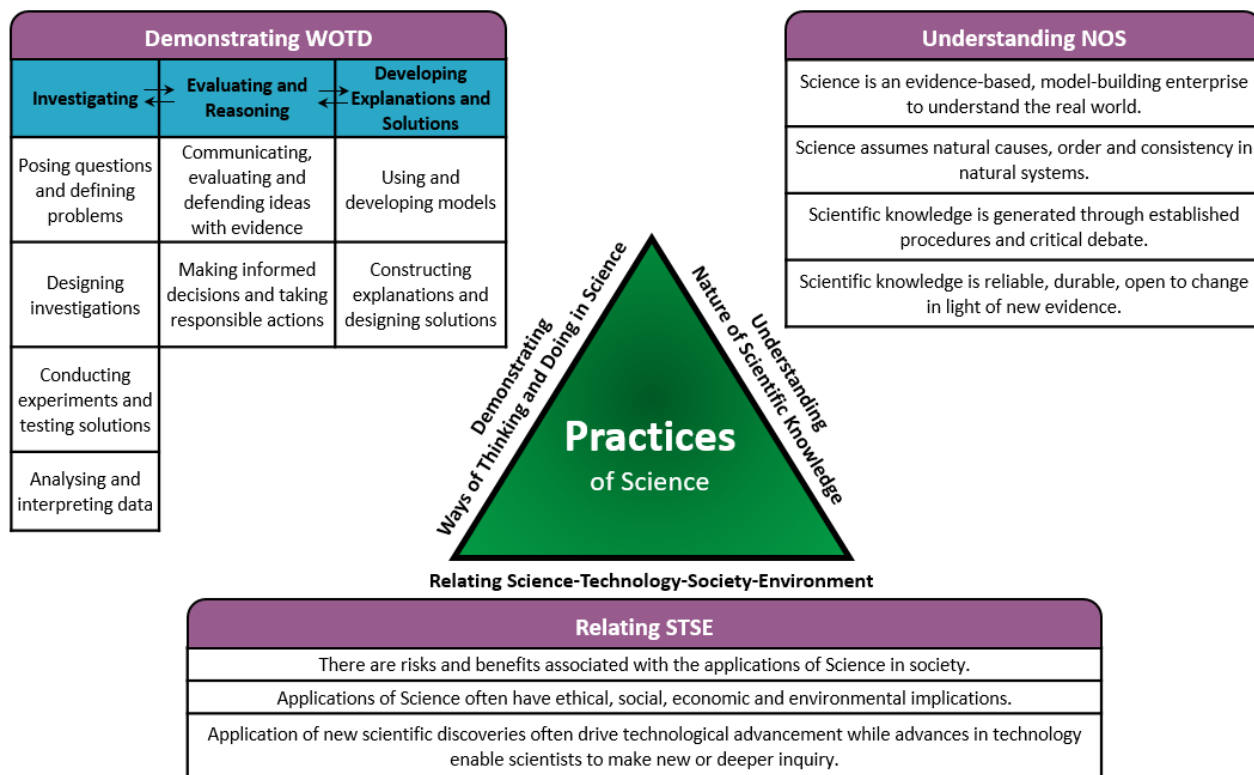 Demonstrating WOTD
Investigating
Evaluating and
Reasoning
Developing
Explanations and
Solutions
Posing questions
and defining
problems
Communicating,
evaluating and
defending ideas
with evidence
Using and
developing models
Designing
investigations
Making informed
decisions and taking
responsible actions
Constructing
explanations and
designing solutions
Conducting
experiments and
testing solutions
Analysing and
interpreting data
Understanding NOS
Science is an evidence-based, model-building enterprise
to understand the real world.
Science assumes natural causes, order and consistency in
natural systems.
Scientific knowledge is generated through established
procedures and critical debate.
Scientific knowledge is reliable, durable, open to change
in light of new evidence.
Demonstrating
Ways of Thinking and Doing in Science
Understanding
Nature of Scientific Knowledge
Practices
of Science
Relating Science-Technology-Society-Environment
Relating STSE
There are risks and benefits associated with the applications of Science in society.
Applications of Science often have ethical, social, economic and environmental implications.
Application of new scientific discoveries often drive technological advancement while advances in technology
enable scientists to make new or deeper inquiry.